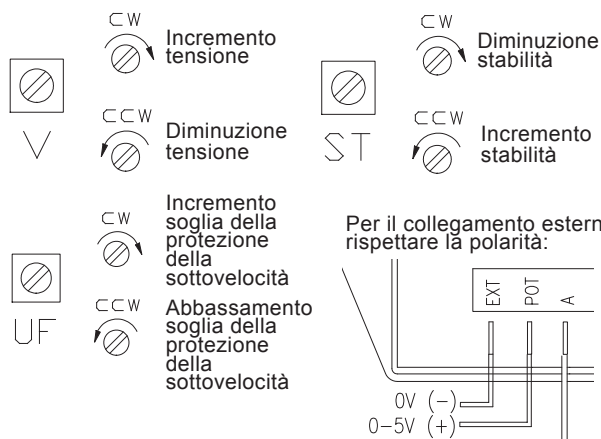 CW
Incremento
tensione
V
CCW
Diminuzione
tensione
CW
Diminuzione
stabilità
ST
CCW
Incremento
stabilità
CW
Incremento
soglia della
protezione
della
sottovelocità
UF
CCW
Abbassamento
soglia della
protezione
della
sottovelocità
Per il collegamento estern
rispettare la polarità:
EXT
POT
A
0V (-)
0-5V (+)